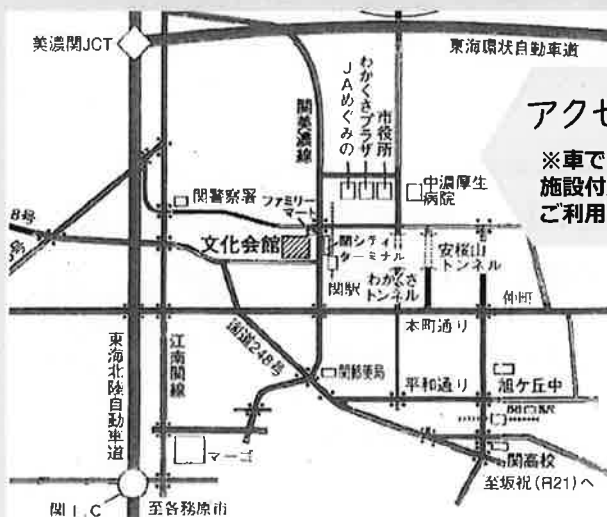 美濃関JCT
東海環状自動車道
関美濃線
JAめぐみの
わかくさプラザ
市役所
アクセ
※車で
施設付
ご利用
中濃厚生
病院
関警察署
ファミリー
マート
8号
文化会館
関シティ
ターミナル
関駅
わかくさ
トンネル
安桜山
トンネル
仲町
本町通り
東海北陸自動車道
江南関線
国道248号
関郵便局
平和通り
旭ケ丘中
関口駅
マーゴ
関高校
至坂祝(R21)へ
関I.C
至各務原市